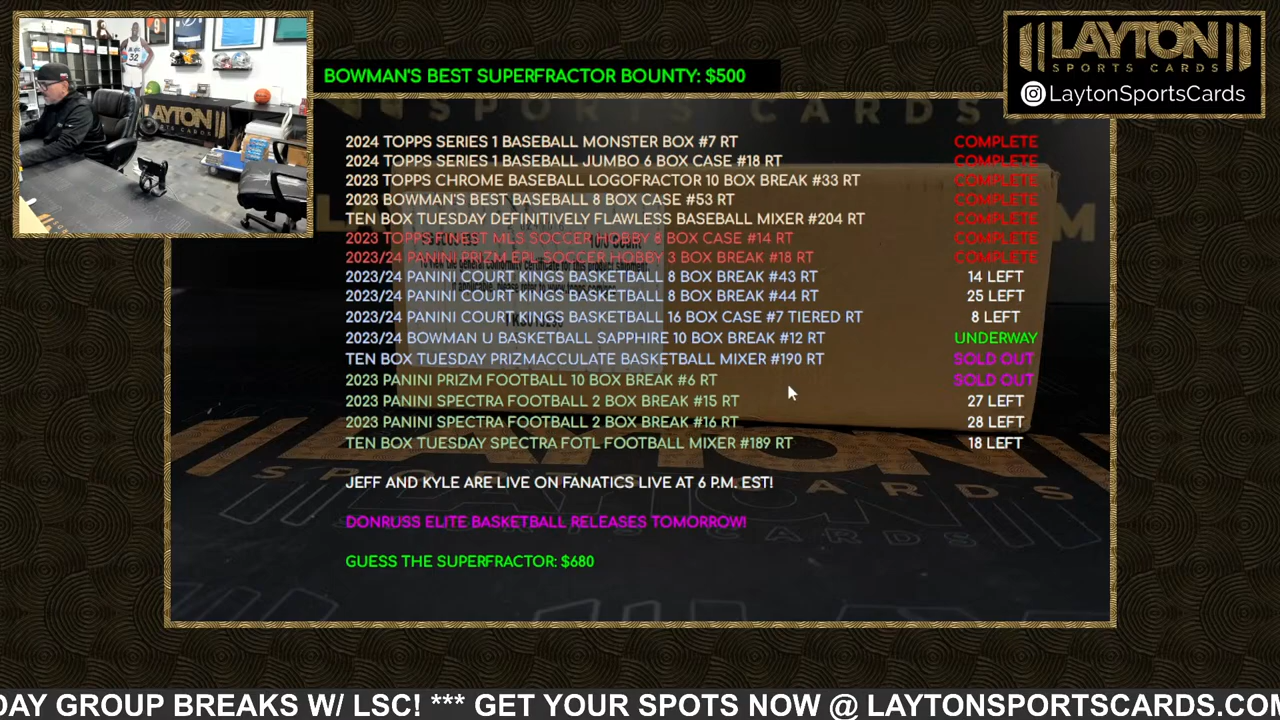 BOWMAN'S BEST SUPERFRACTOR BOUNTY: $500
LAYTON
SPORTS CARDS
LaytonSportsCards
2024 TOPPS SERIES 1 BASEBALL MONSTER BOX #7 RT COMPLETE
2024 TOPPS SERIES 1 BASEBALL JUMBO 6 BOX CASE #18 RT COMPLETE
2023 TOPPS CHROME BASEBALL LOGOFRACTOR 10 BOX BREAK #33 RT COMPLETE
2023 BOWMAN'S BEST BASEBALL 8 BOX CASE #53 RT COMPLETE
TEN BOX TUESDAY DEFINITIVELY FLAWLESS BASEBALL MIXER #204 RT COMPLETE
2023 TOPPS FINEST MLS SOCCER HOBBY 8 BOX CASE #14 RT COMPLETE
2023/24 PANINI PRIZM EPL SOCCER HOBBY 3 BOX BREAK #18 RT COMPLETE
2023/24 PANINI COURT KINGS BASKETBALL 8 BOX BREAK #43 RT 14 LEFT
2023/24 PANINI COURT KINGS BASKETBALL 8 BOX BREAK #44 RT 25 LEFT
2023/24 PANINI COURT KINGS BASKETBALL 16 BOX CASE #7 TIERED RT 8 LEFT
2023/24 BOWMAN U BASKETBALL SAPPHIRE 10 BOX BREAK #12 RT UNDERWAY
TEN BOX TUESDAY PRIZMACCULATE BASKETBALL MIXER #190 RT SOLD OUT
2023 PANINI PRIZM FOOTBALL 10 BOX BREAK #6 RT SOLD OUT
2023 PANINI SPECTRA FOOTBALL 2 BOX BREAK #15 RT 27 LEFT
2023 PANINI SPECTRA FOOTBALL 2 BOX BREAK #16 RT 28 LEFT
TEN BOX TUESDAY SPECTRA FOTL FOOTBALL MIXER #189 RT 18 LEFT
JEFF AND KYLE ARE LIVE ON FANATICS LIVE AT 6 P.M. EST!
DONRUSS ELITE BASKETBALL RELEASES TOMORROW!
GUESS THE SUPERFRACTOR: $680
DAY GROUP BREAKS W/ LSC! *** GET YOUR SPOTS NOW @ LAYTONSPORTSCARDS.COM